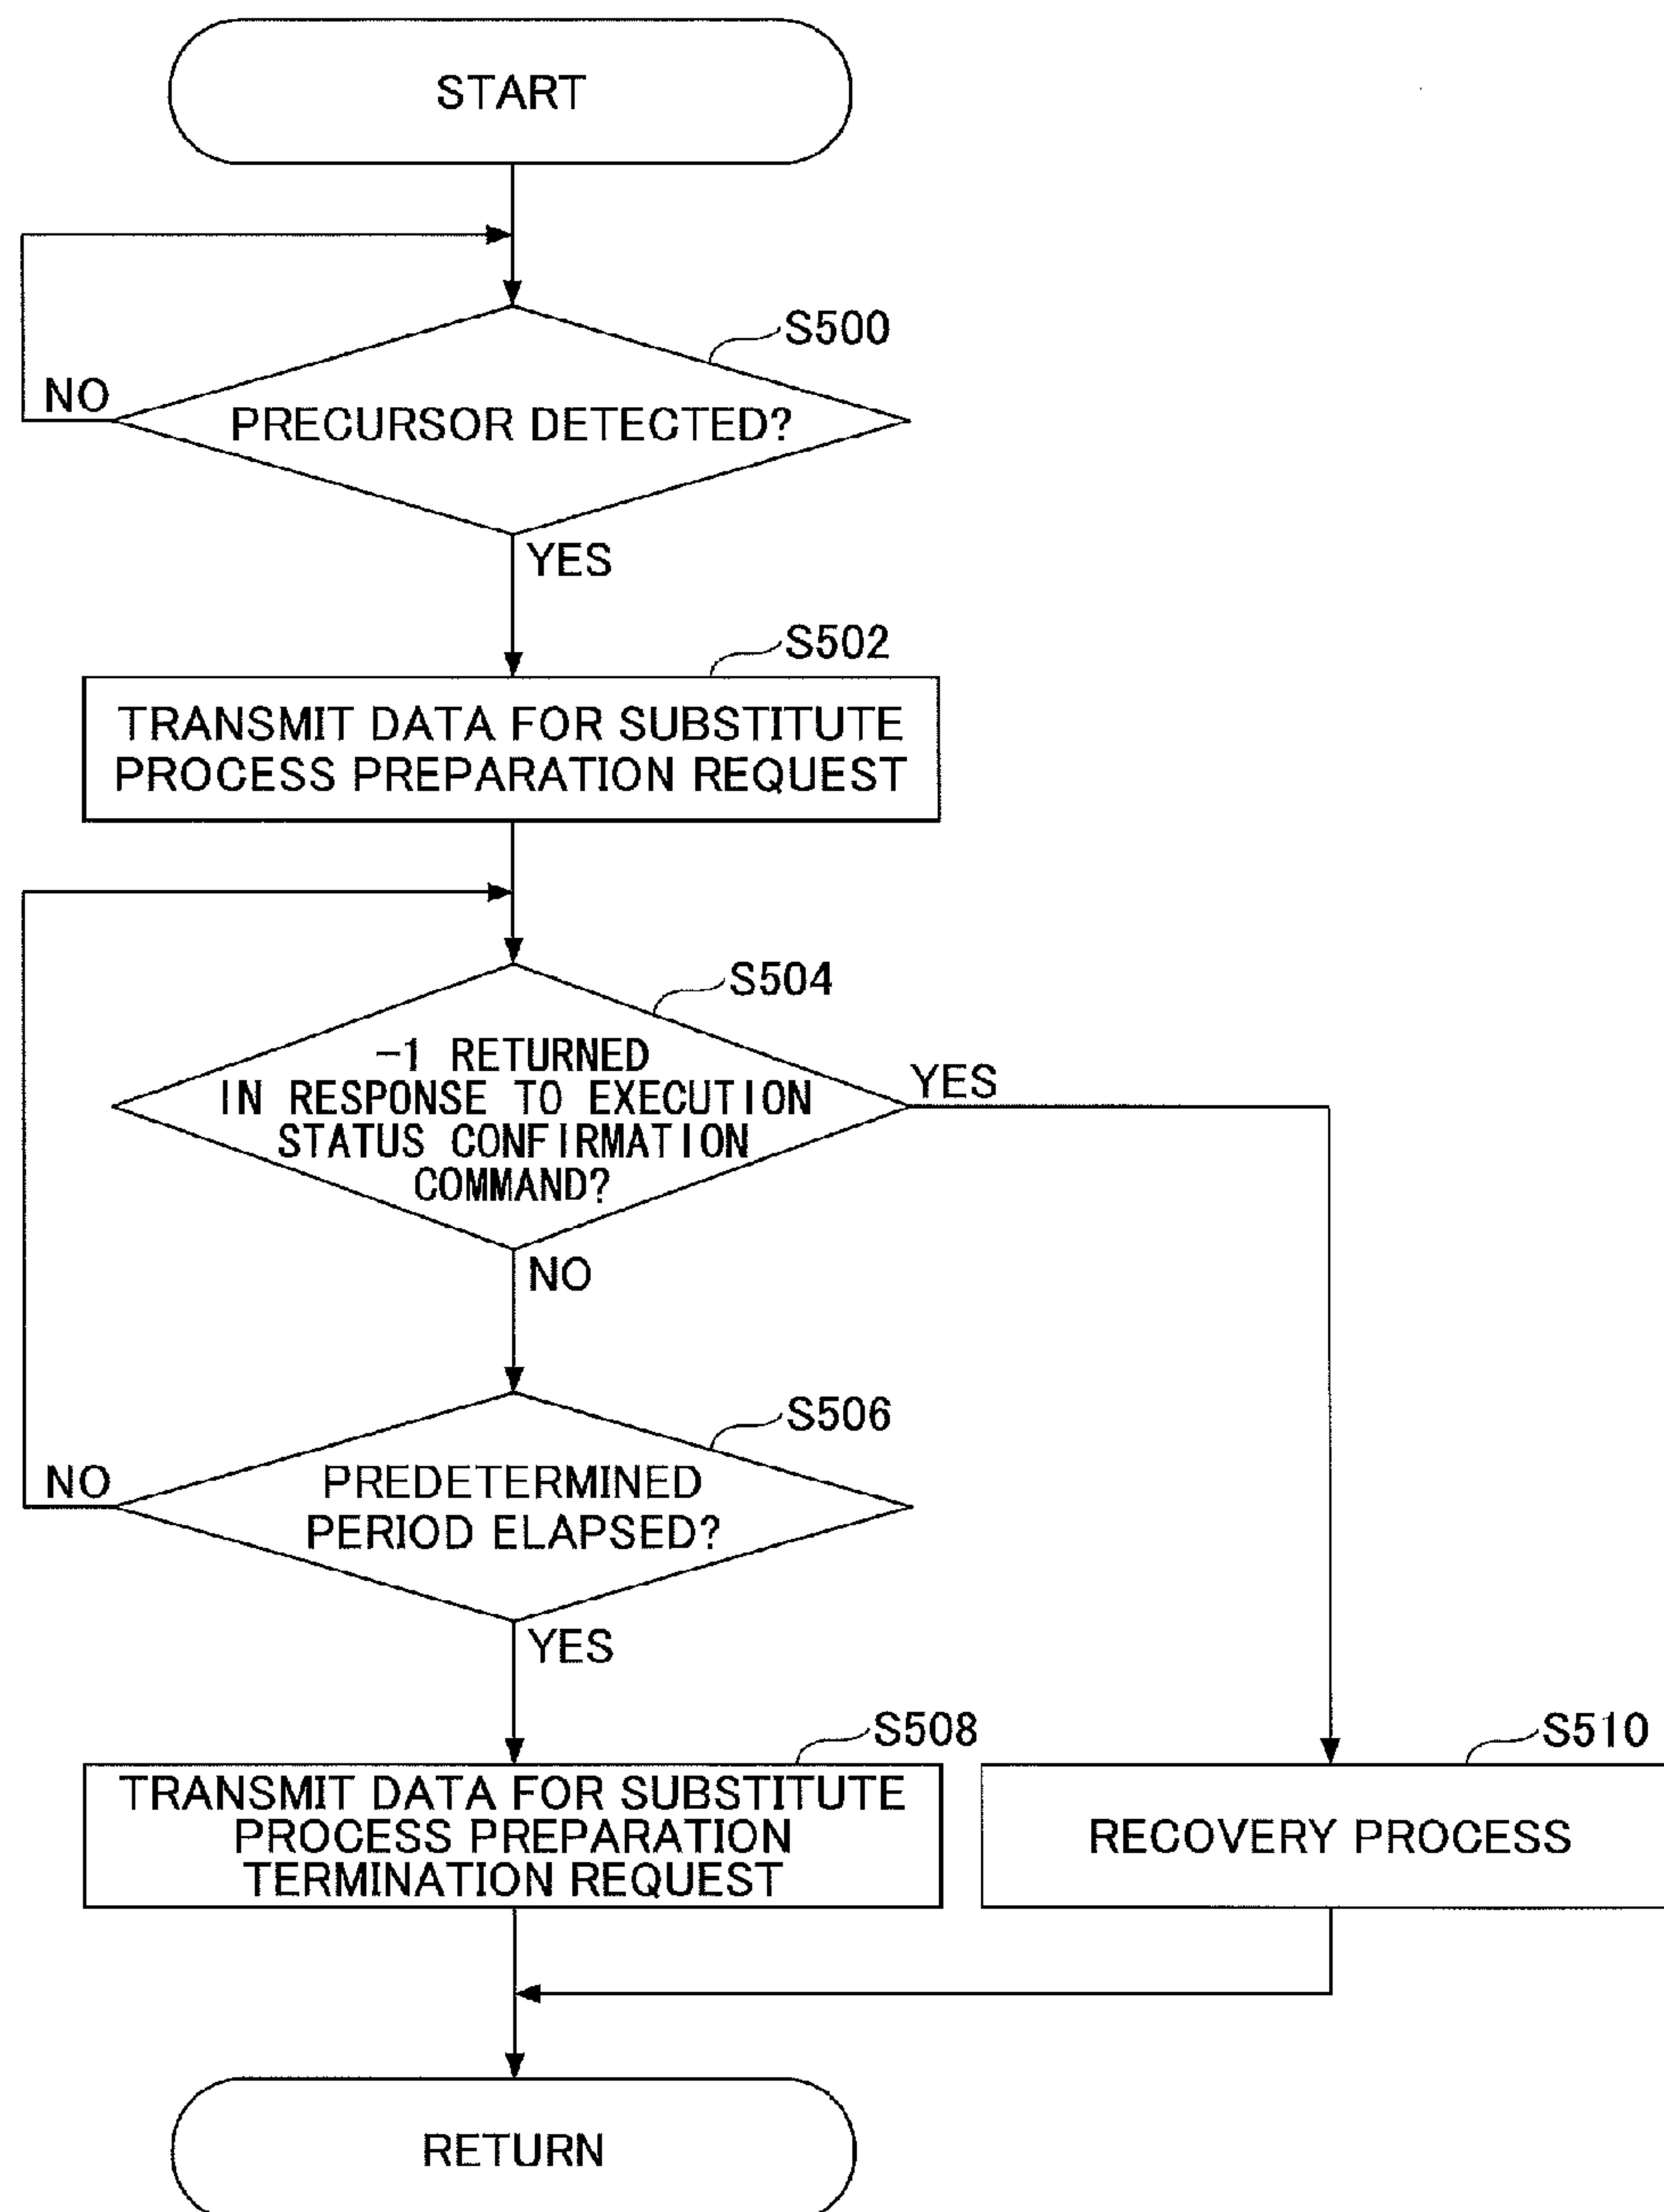 START
S500
NO
PRECURSOR DETECTED?
YES
S502
TRANSMIT DATA FOR SUBSTITUTE
PROCESS PREPARATION REQUEST
S504
-1 RETURNED
IN RESPONSE TO EXECUTION
STATUS CONFIRMATION
COMMAND?
YES
NO
S506
NO
PREDETERMINED
PERIOD ELAPSED?
YES
S508
TRANSMIT DATA FOR SUBSTITUTE
PROCESS PREPARATION
TERMINATION REQUEST
S510
RECOVERY PROCESS
RETURN